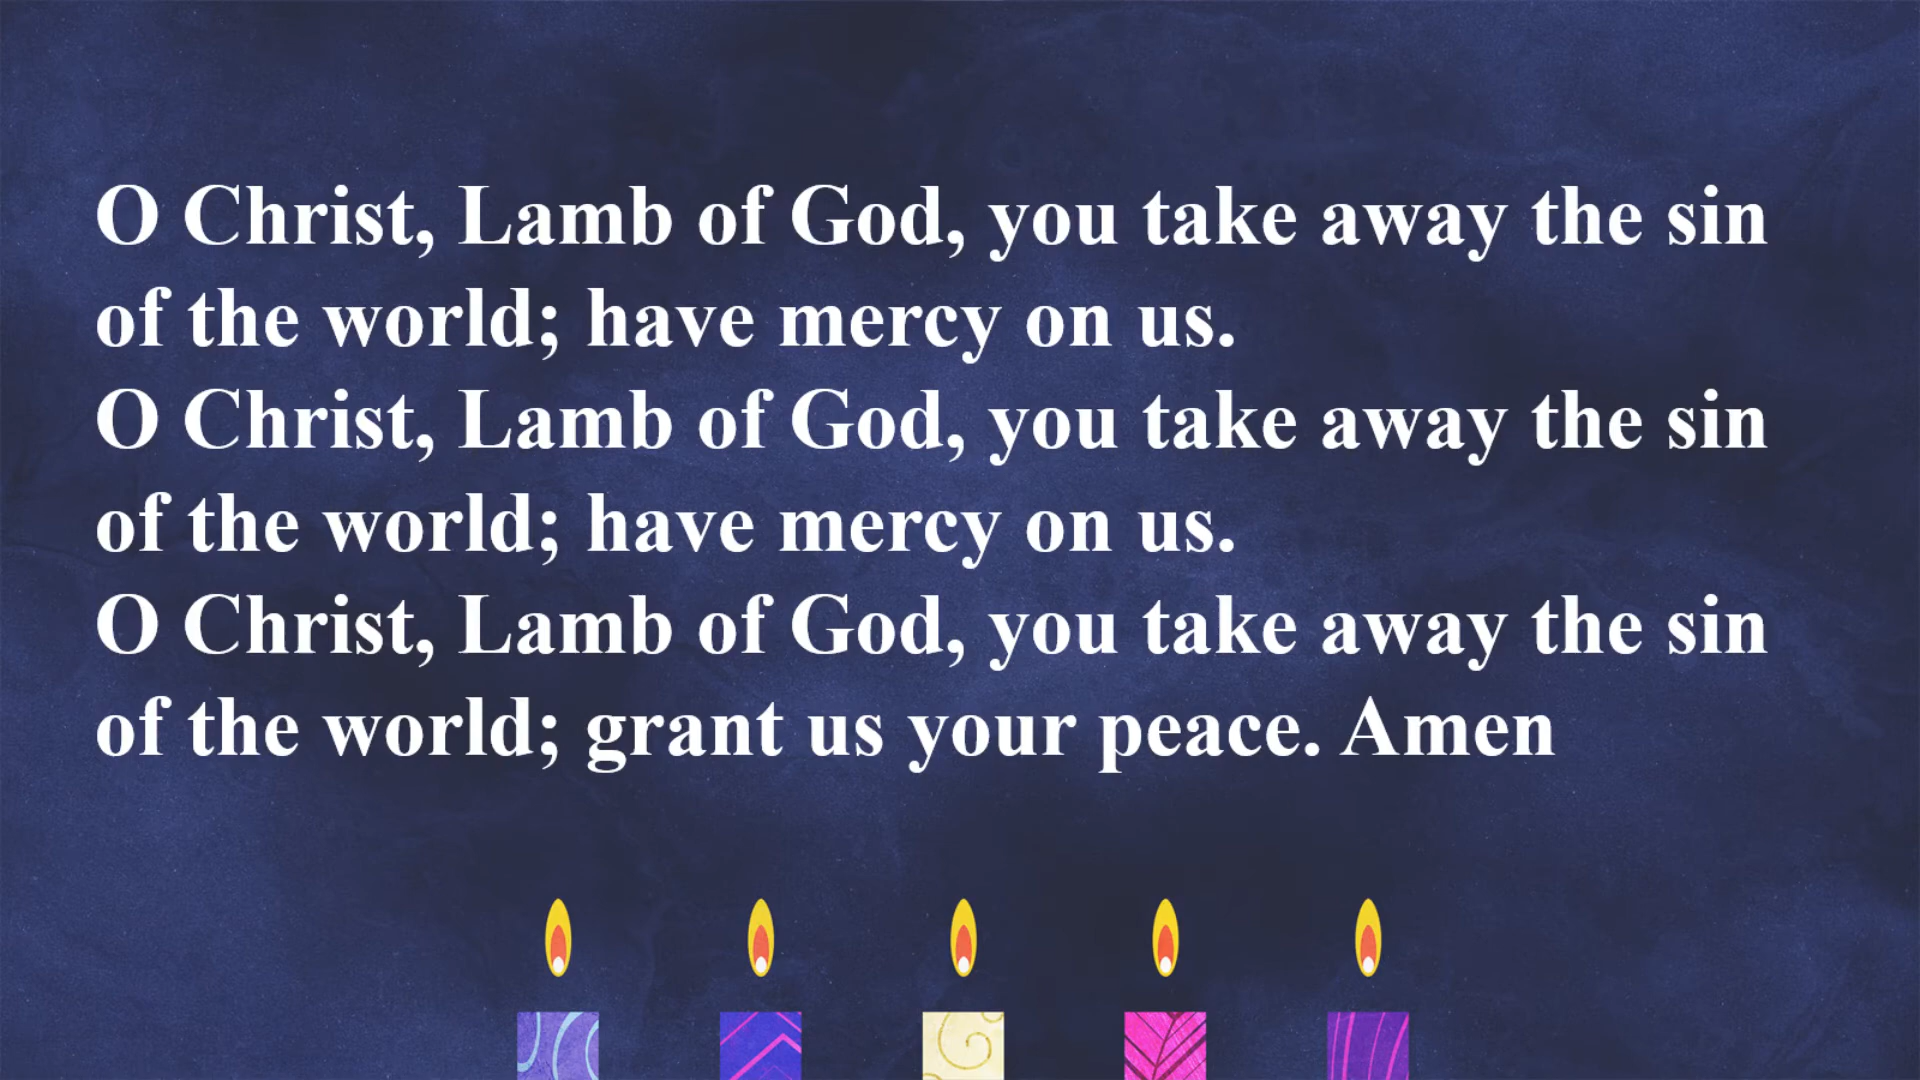 O Christ, Lamb of God, you take away the sin
of the world; have mercy on us.
O Christ, Lamb of God, you take away the sin
of the world; have mercy on us.
O Christ, Lamb of God, you take away the sin
of the world; grant us your peace. Amen